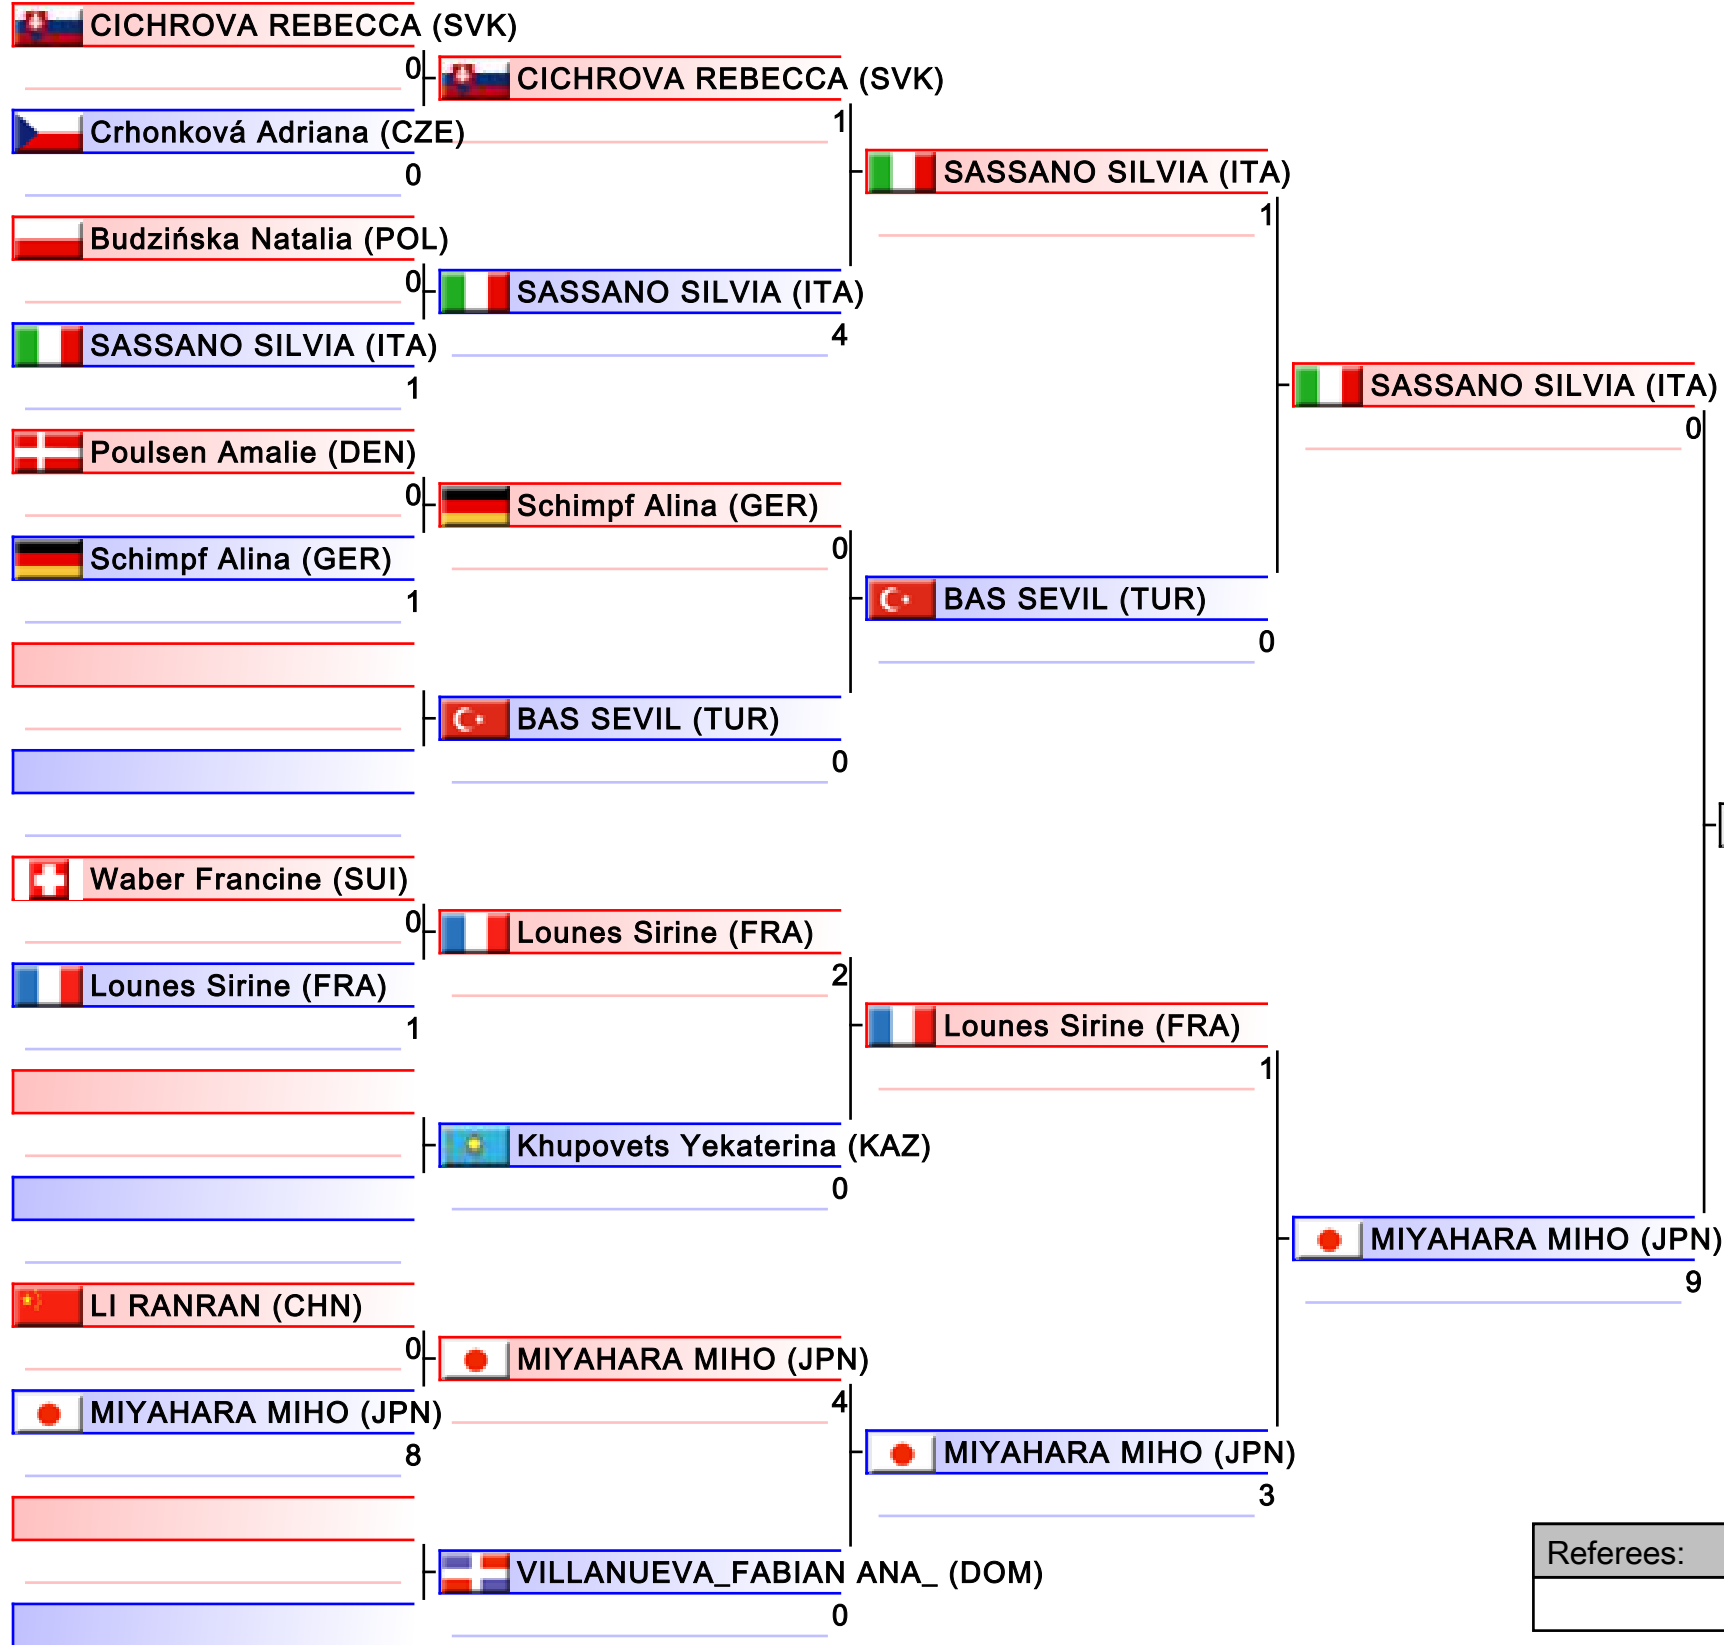 CICHROVA REBECCA (SVK)
0
Crhonková Adriana (CZE)
0
Budzińska Natalia (POL)
0
SASSANO SILVIA (ITA)
1
Poulsen Amalie (DEN)
0
Schimpf Alina (GER)
1
Waber Francine (SUI)
0
Lounes Sirine (FRA)
1
LI RANRAN (CHN)
0
MIYAHARA MIHO (JPN)
8
CICHROVA REBECCA (SVK)
1
SASSANO SILVIA (ITA)
4
Schimpf Alina (GER)
0
BAS SEVIL (TUR)
0
Lounes Sirine (FRA)
2
Khupovets Yekaterina (KAZ)
0
MIYAHARA MIHO (JPN)
4
VILLANUEVA_FABIAN ANA_ (DOM)
0
SASSANO SILVIA (ITA)
1
BAS SEVIL (TUR)
0
Lounes Sirine (FRA)
1
MIYAHARA MIHO (JPN)
3
SASSANO SILVIA (ITA)
0
MIYAHARA MIHO (JPN)
9
Referees: